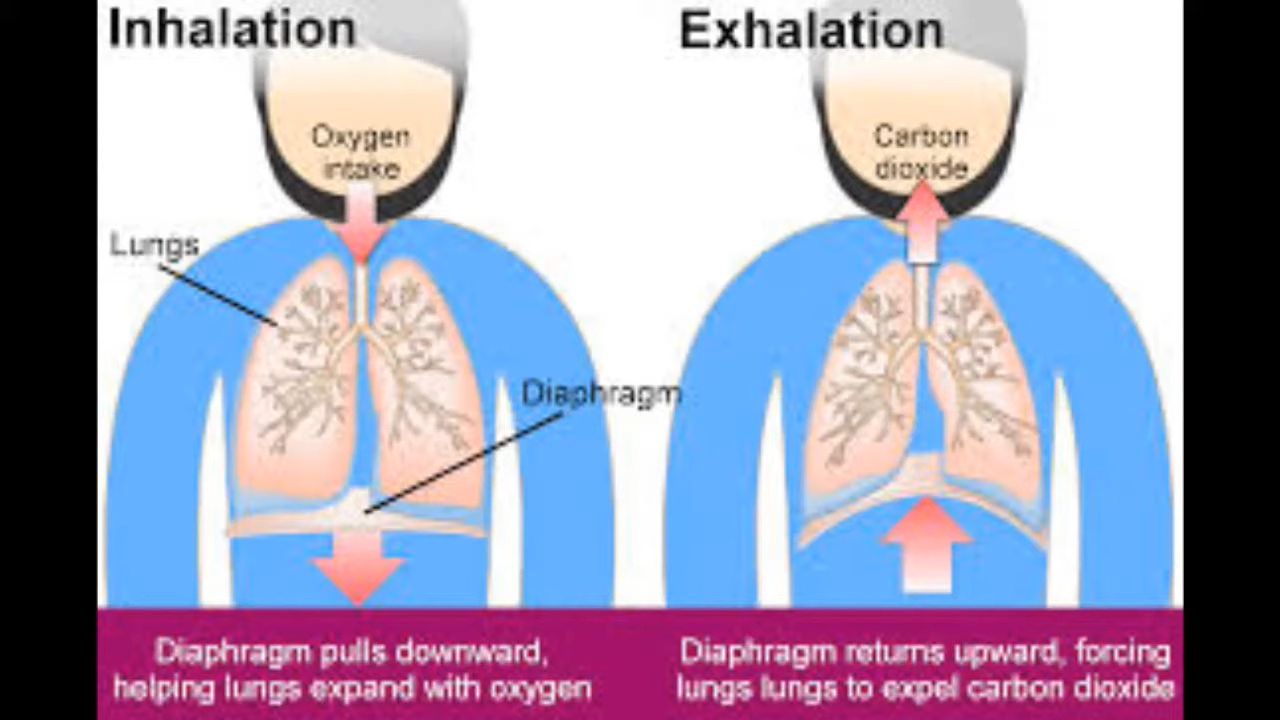 Inhalation
Oxygen
intake
Lungs
Diaphragm
Diaphragm pulls downward,
helping lungs expand with oxygen
Exhalation
Carbon
dioxide
Diaphragm returns upward, forcing
lungs lungs to expel carbon dioxide